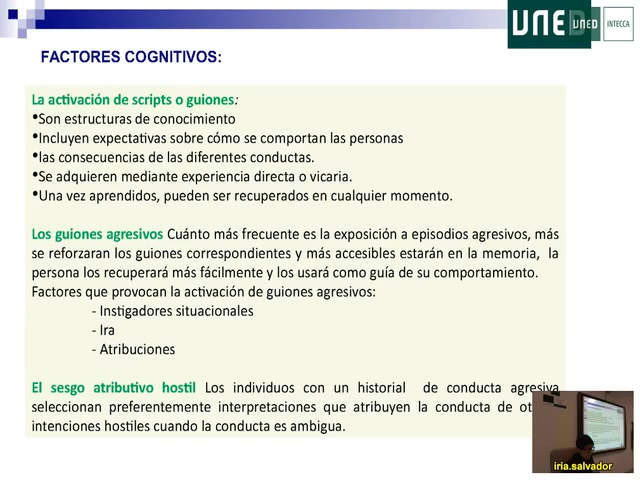 UNED
UNED
INTECCA
FACTORES COGNITIVOS:
La activación de scripts o guiones:
•Son estructuras de conocimiento
•Incluyen expectativas sobre cómo se comportan las personas
•las consecuencias de las diferentes conductas.
•Se adquieren mediante experiencia directa o vicaria.
•Una vez aprendidos, pueden ser recuperados en cualquier momento.
Los guiones agresivos Cuánto más frecuente es la exposición a episodios agresivos, más
se reforzaran los guiones correspondientes y más accesibles estarán en la memoria, la
persona los recuperará más fácilmente y los usará como guía de su comportamiento.
Factores que provocan la activación de guiones agresivos:
- Instigadores situacionales
- Ira
- Atribuciones
El sesgo atributivo hostil Los individuos con un historial de conducta agresiva
seleccionan preferentemente interpretaciones que atribuyen la conducta de
intenciones hostiles cuando la conducta es ambigua.
iria.salvador